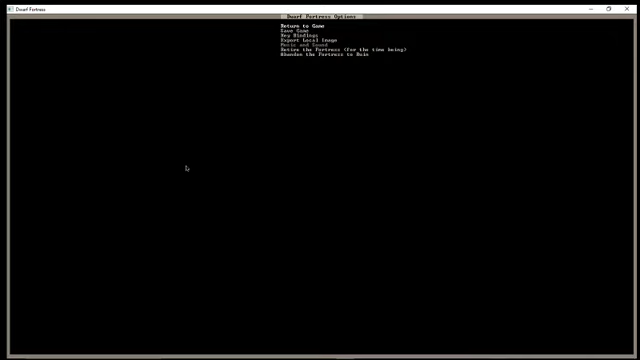 Dwarf Fortress
Dwarf Fortress Options
Return to Game
Save Game
Key Bindings
Export Local Image
Music and Sound
Retire the Fortress (for the time being)
Abandon the Fortress to Ruin